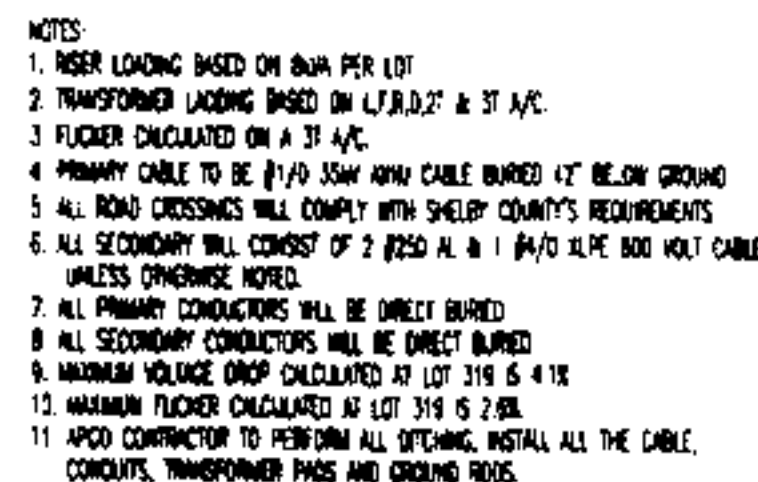 NOTES:
1. RISER LOADING BASED ON 8KVA PER LOT
2. TRANSFORMER LADDING BASED ON L,F,R,D,2T & 3T A/C.
3 FLICKER CALCULATED ON A 3T A/C.
4 PRIMARY CABLE TO BE #1/0 35KV CABLE BURIED 42" BELOW GROUND
5 ALL ROAD CROSSINGS WILL COMPLY WITH SHELBY COUNTY'S REQUIREMENTS
6. ALL SECONDARY WILL CONSIST OF 2 #250 AL & 1 #4/0 XLPE 600 VOLT CABLE
UNLESS OTHERWISE NOTED.
7. ALL PRIMARY CONDUCTORS WILL BE DIRECT BURIED
8 ALL SECONDARY CONDUCTORS WILL BE DIRECT BURIED
9. MAXIMUM VOLTAGE DROP CALCULATED AT LOT 319 IS 4.1%
10. MAXIMUM FLICKER CALCULATED AT LOT 319 IS 2.6%.
11 APCO CONTRACTOR TO PERFORM ALL DITCHING, INSTALL ALL THE CABLE,
CONDUITS, TRANSFORMER PADS AND GROUND RODS.